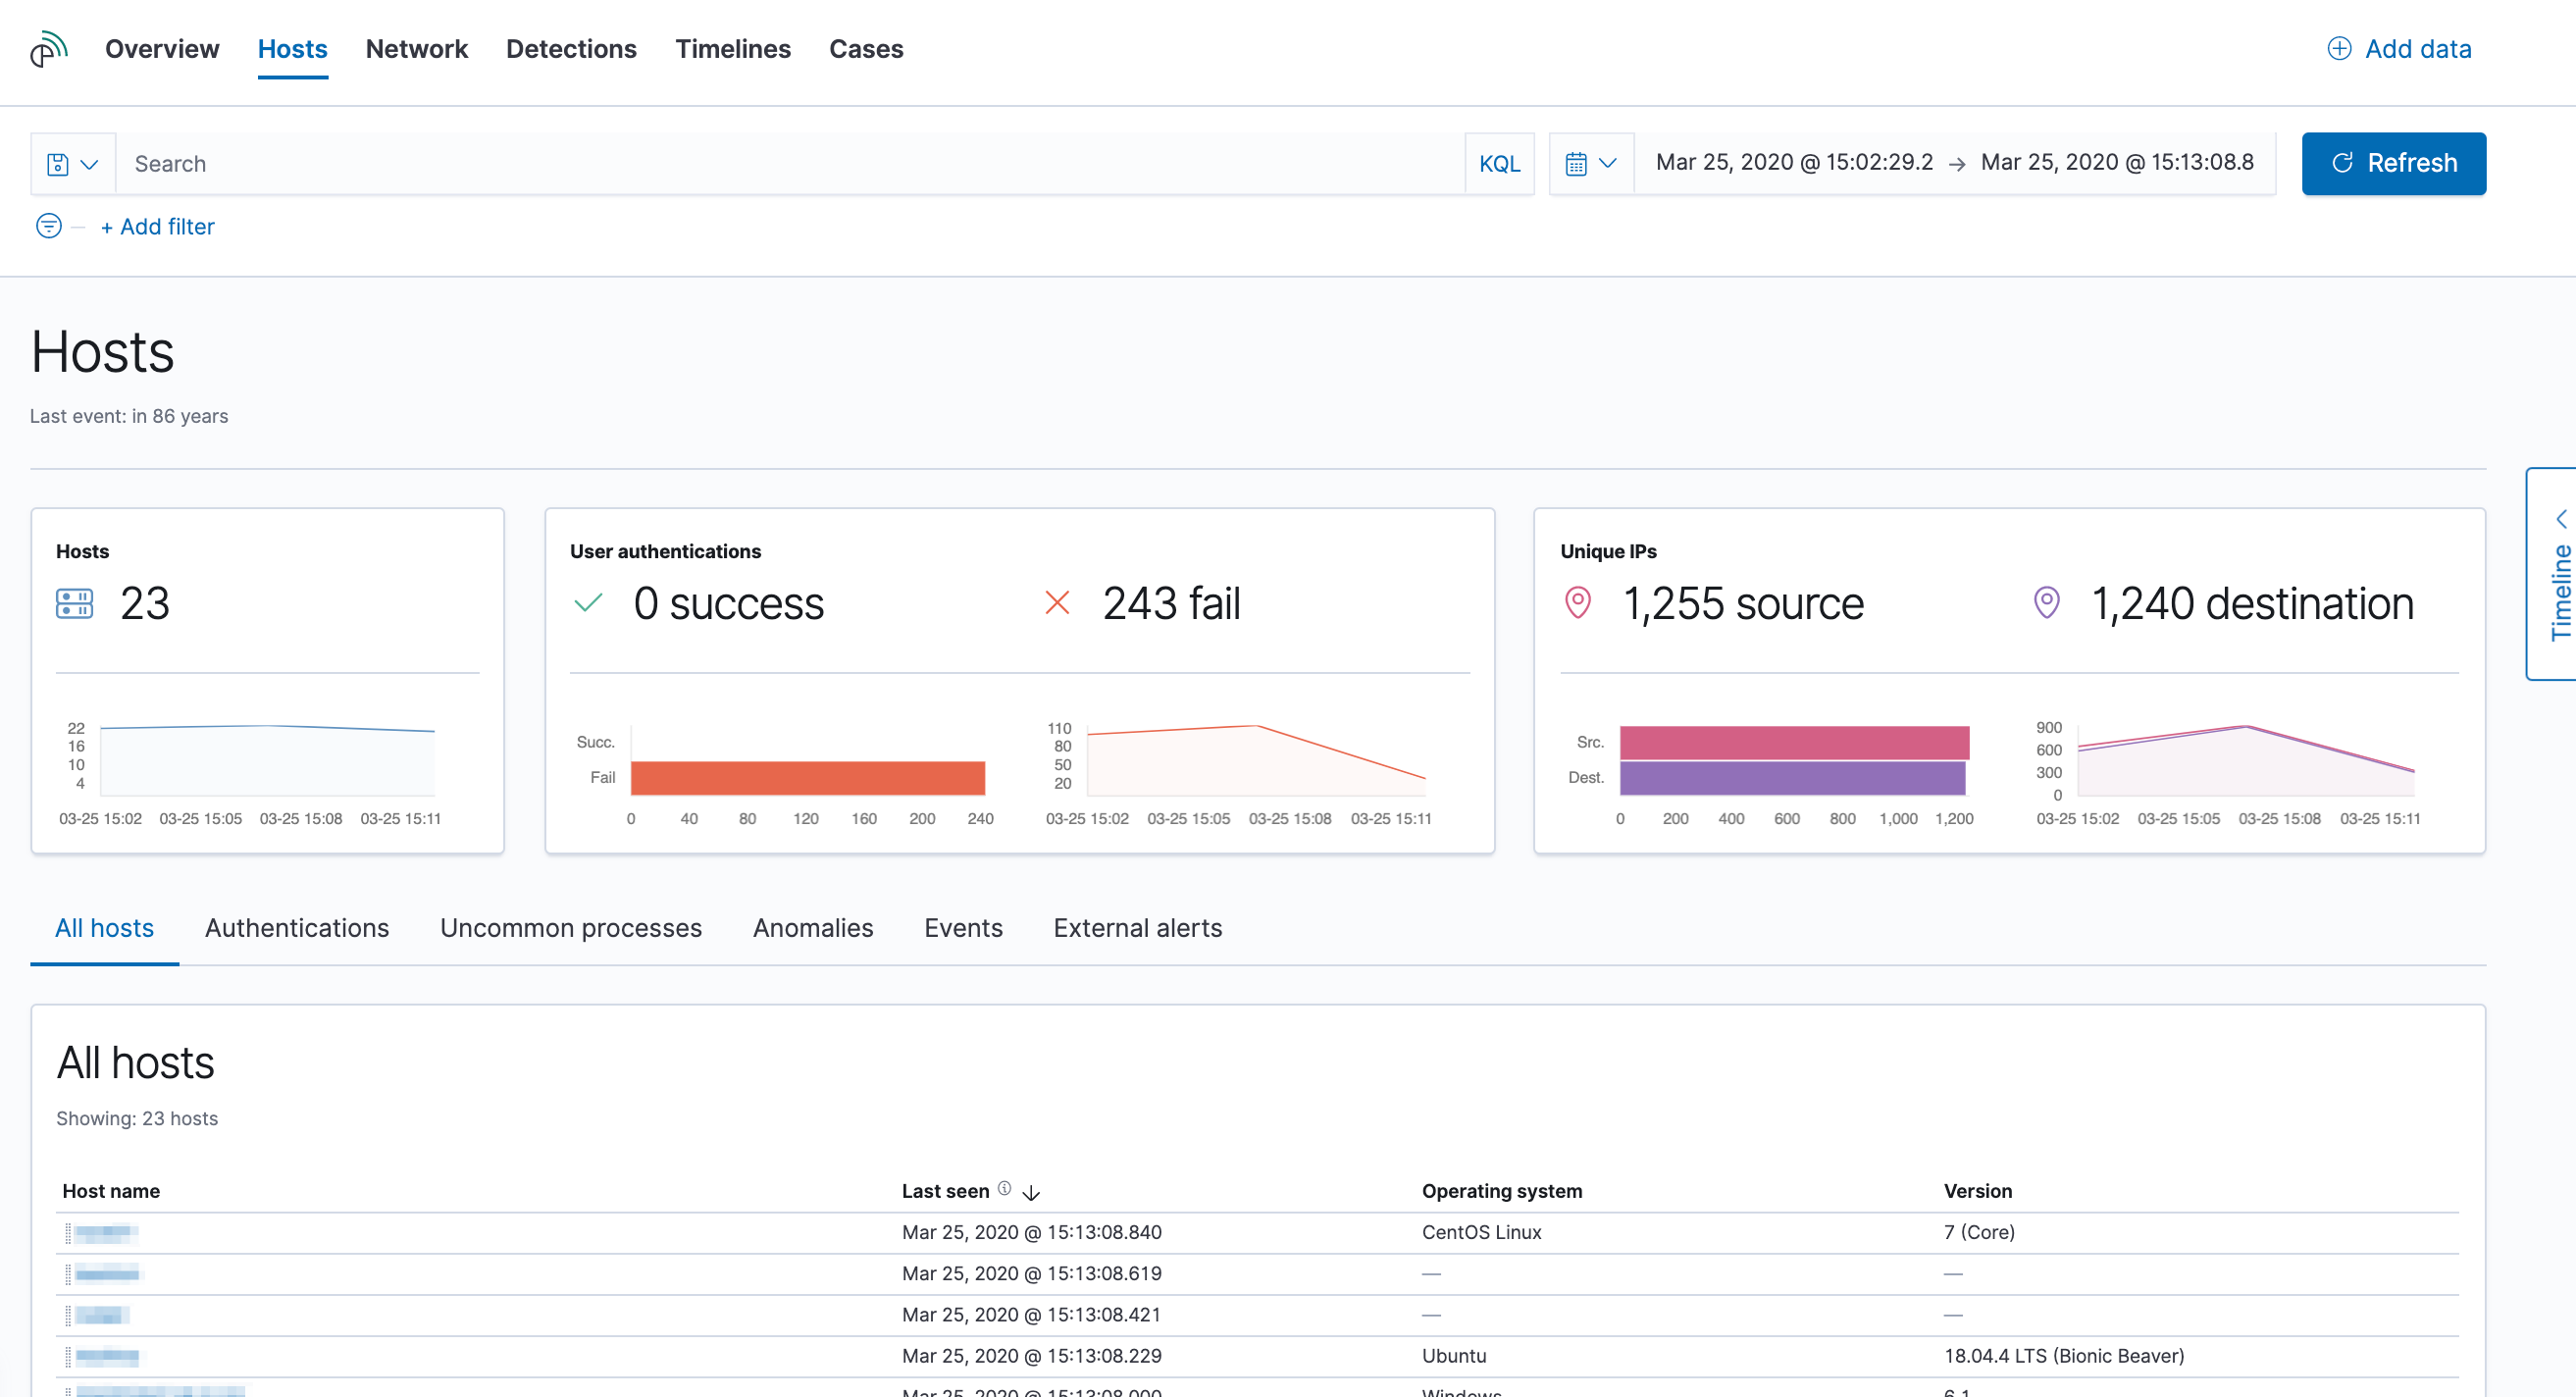 Overview Hosts Network Detections Timelines Cases Add data
Search KQL Mar 25, 2020 @ 15:02:29.2 → Mar 25, 2020 @ 15:13:08.8 Refresh
+ Add filter
Hosts
Last event: in 86 years
Timeline
Hosts
23
22
16
10
4
03-25 15:02 03-25 15:05 03-25 15:08 03-25 15:11
User authentications
0 success 243 fail
Succ.
Fail
0 40 80 120 160 200 240
110
80
50
20
03-25 15:02 03-25 15:05 03-25 15:08 03-25 15:11
Unique IPs
1,255 source 1,240 destination
Src.
Dest.
0 200 400 600 800 1,000 1,200
900
600
300
0
03-25 15:02 03-25 15:05 03-25 15:08 03-25 15:11
All hosts Authentications Uncommon processes Anomalies Events External alerts
All hosts
Showing: 23 hosts
Host name Last seen Operating system Version
Mar 25, 2020 @ 15:13:08.840 CentOS Linux 7 (Core)
Mar 25, 2020 @ 15:13:08.619 — —
Mar 25, 2020 @ 15:13:08.421 — —
Mar 25, 2020 @ 15:13:08.229 Ubuntu 18.04.4 LTS (Bionic Beaver)
Mar 25, 2020 @ 15:13:08.000 Windows 6.1